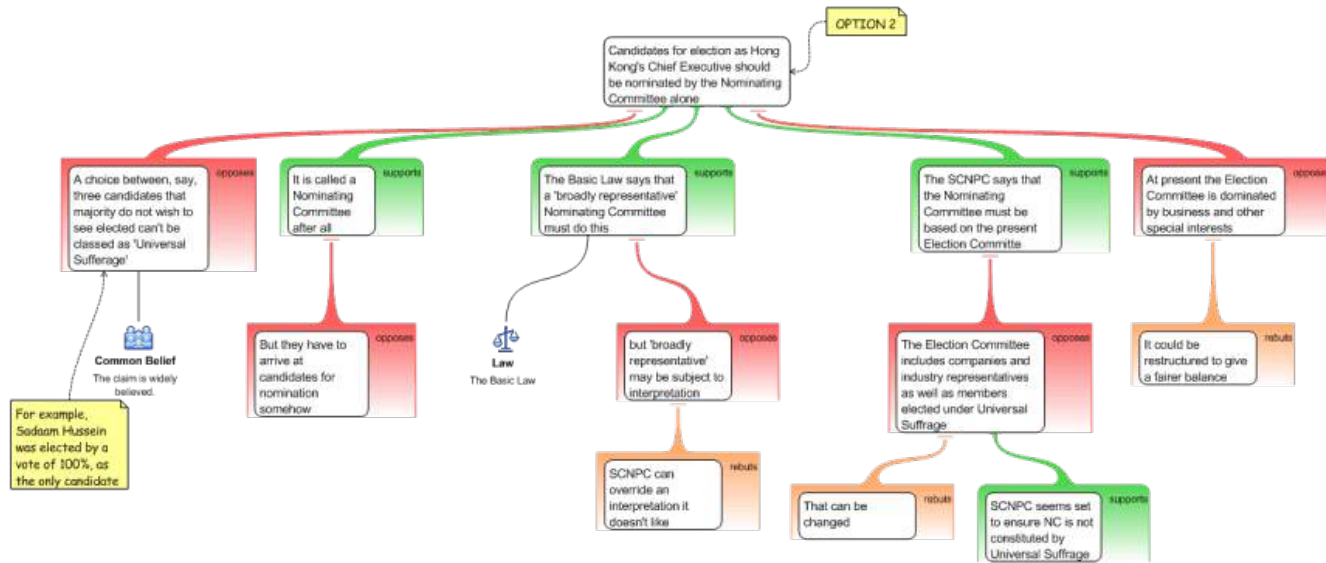 OPTION 2
Candidates for election as Hong
Kong's Chief Executive should
be nominated by the Nominating
Committee alone
opposes
A choice between, say,
three candidates that
majority do not wish to
see elected can't be
classed as 'Universal
Sufferage'
supports
It is called a
Nominating
Committee
after all
supports
The Basic Law says that
a 'broadly representative'
Nominating Committee
must do this
supports
The SCNPC says that
the Nominating
Committee must be
based on the present
Election Committe
opposes
At present the Election
Committee is dominated
by business and other
special interests
Common Belief
The claim is widely
believed.
For example,
Sadaam Hussein
was elected by a
vote of 100%, as
the only candidate
opposes
But they have to
arrive at
candidates for
nomination
somehow
Law
The Basic Law
opposes
but 'broadly
representative'
may be subject to
interpretation
opposes
The Election Committee
includes companies and
industry representatives
as well as members
elected under Universal
Suffrage
rebuts
It could be
restructured to give
a fairer balance
rebuts
SCNPC can
override an
interpretation it
doesn't like
rebuts
That can be
changed
supports
SCNPC seems set
to ensure NC is not
constituted by
Universal Suffrage